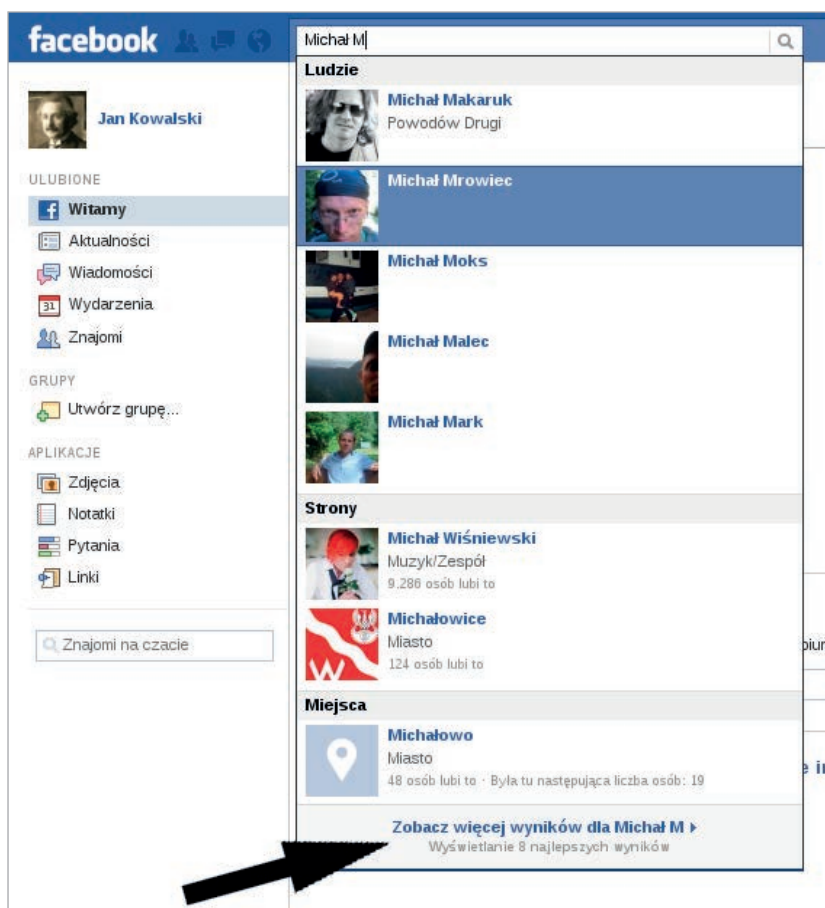 facebook
Michał M
Jan Kowalski
ULUBIONE
Witamy
Aktualności
Wiadomości
31 Wydarzenia
Znajomi
GRUPY
Utwórz grupę...
APLIKACJE
Zdjęcia
Notatki
Pytania
Linki
Znajomi na czacie
Ludzie
Michał Makaruk
Powodów Drugi
Michał Mrowiec
Michał Moks
Michał Malec
Michał Mark
Strony
Michał Wiśniewski
Muzyk/Zespół
9.286 osób lubi to
Michałowice
Miasto
124 osób lubi to
W
Miejsca
Michałowo
Miasto
48 osób lubi to · Była tu następująca liczba osób: 19
Zobacz więcej wyników dla Michał M
Wyświetlanie 8 najlepszych wyników